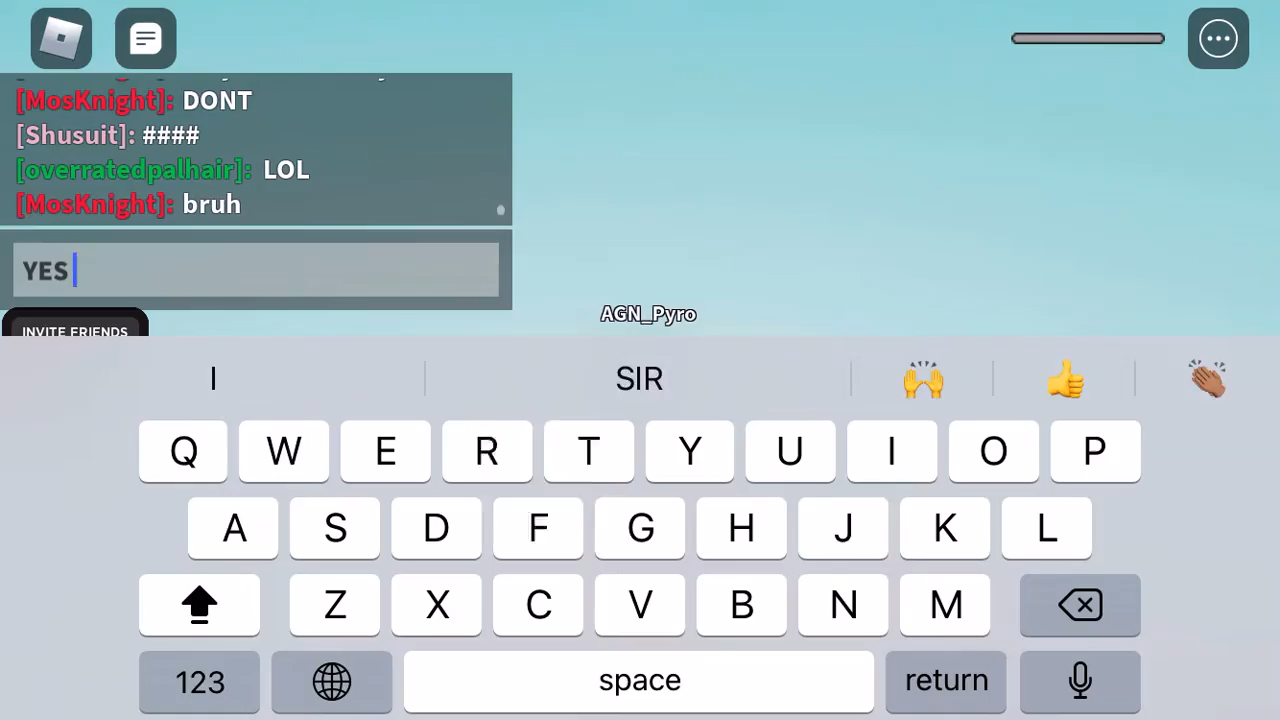 [MosKnight]: DONT
[Shusuit]: ####
[overratedpalhair]: LOL
[MosKnight]: bruh
YES
AGN_Pyro
INVITE FRIENDS
I SIR 🙌 👍 👏🏾
Q W E R T Y U I O P
A S D F G H J K L
Z X C V B N M
123 space return